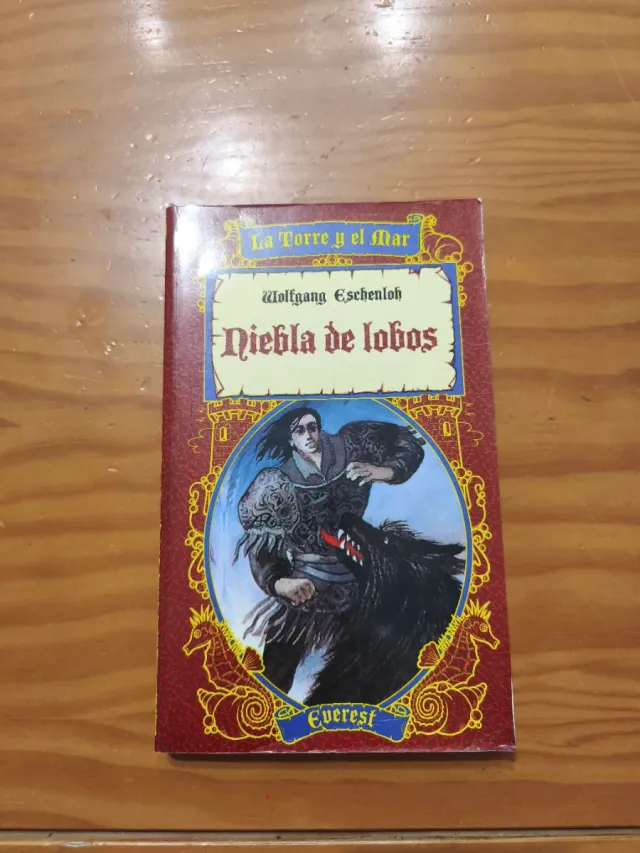 La Torre y el Mar
Wolfgang Eschenloh
Niebla de lobos
Everest